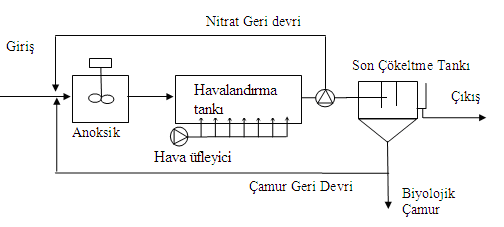 Nitrat Geri devri
Giriş
Son Çökeltme Tankı
Havalandırma
tankı
Çıkış
Anoksik
Hava üfleyici
Çamur Geri Devri
Biyolojik
Çamur